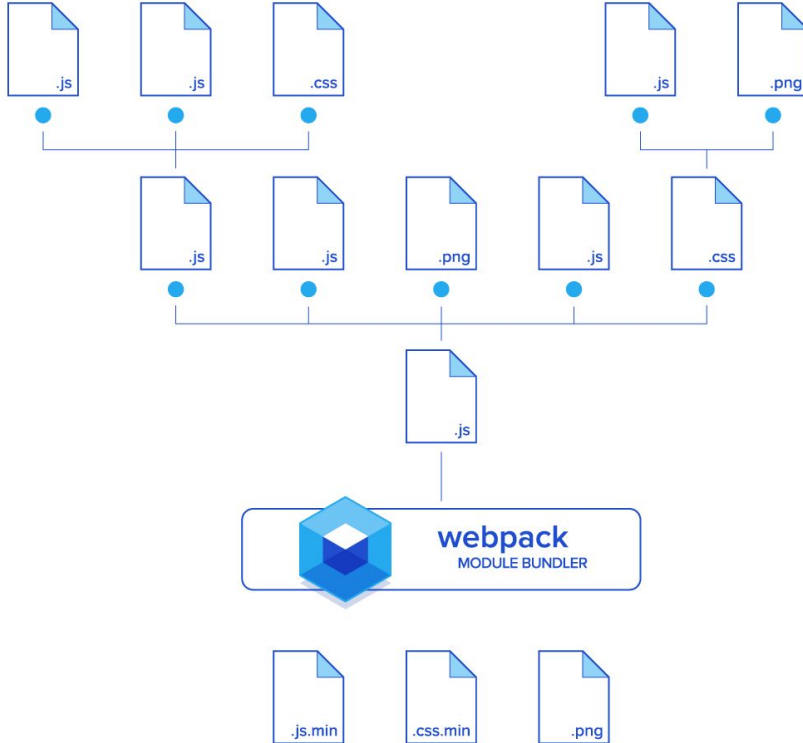 .js
.js
.css
.js
.png
.js
.js
.png
.js
.css
.js
webpack
MODULE BUNDLER
.js.min
.css.min
.png